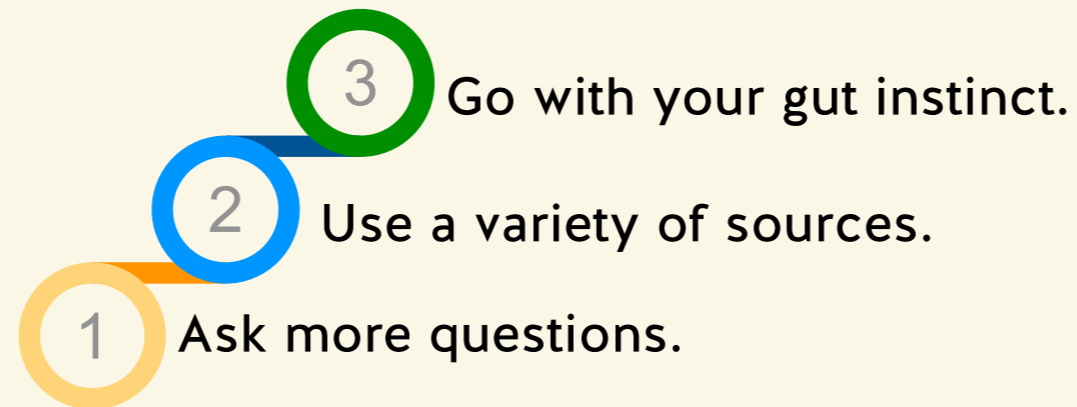 3 Go with your gut instinct.
2 Use a variety of sources.
1 Ask more questions.